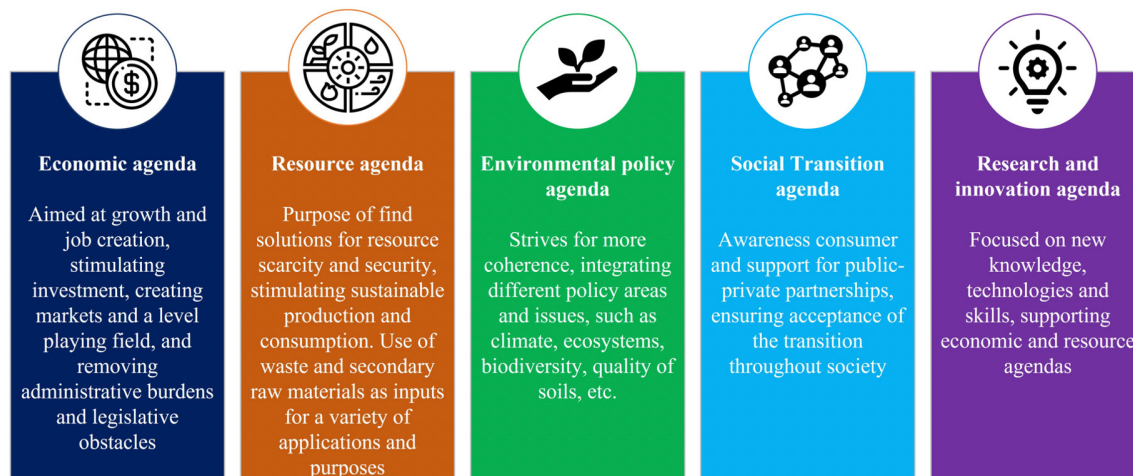 $
Economic agenda
Aimed at growth and
job creation,
stimulating
investment, creating
markets and a level
playing field, and
removing
administrative burdens
and legislative
obstacles
Resource agenda
Purpose of find
solutions for resource
scarcity and security,
stimulating sustainable
production and
consumption. Use of
waste and secondary
raw materials as inputs
for a variety of
applications and
purposes
Environmental policy
agenda
Strives for more
coherence, integrating
different policy areas
and issues, such as
climate, ecosystems,
biodiversity, quality of
soils, etc.
Social Transition
agenda
Awareness consumer
and support for public-
private partnerships,
ensuring acceptance of
the transition
throughout society
Research and
innovation agenda
Focused on new
knowledge,
technologies and
skills, supporting
economic and resource
agendas